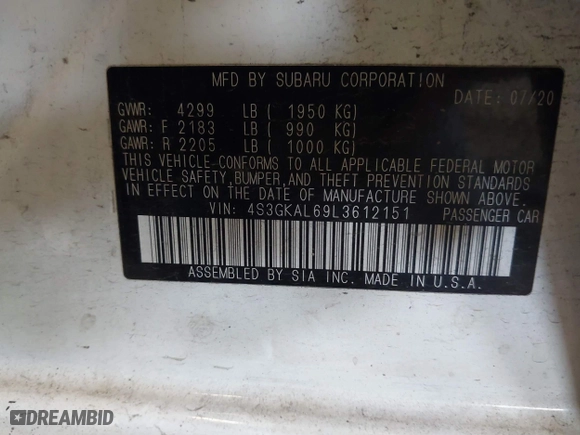 MFD BY SUBARU CORPORATION
DATE: 07/20
GVWR: 4299 LB ( 1950 KG)
GAWR: F 2183 LB ( 990 KG)
GAWR: R 2205 LB ( 1000 KG)
THIS VEHICLE CONFORMS TO ALL APPLICABLE FEDERAL MOTOR
VEHICLE SAFETY, BUMPER, AND THEFT PREVENTION STANDARDS
IN EFFECT ON THE DATE OF MANUFACTURE SHOWN ABOVE.
VIN: 4S3GKAL69L3612151 PASSENGER CAR
ASSEMBLED BY SIA INC. MADE IN U.S.A.
DREAMBID